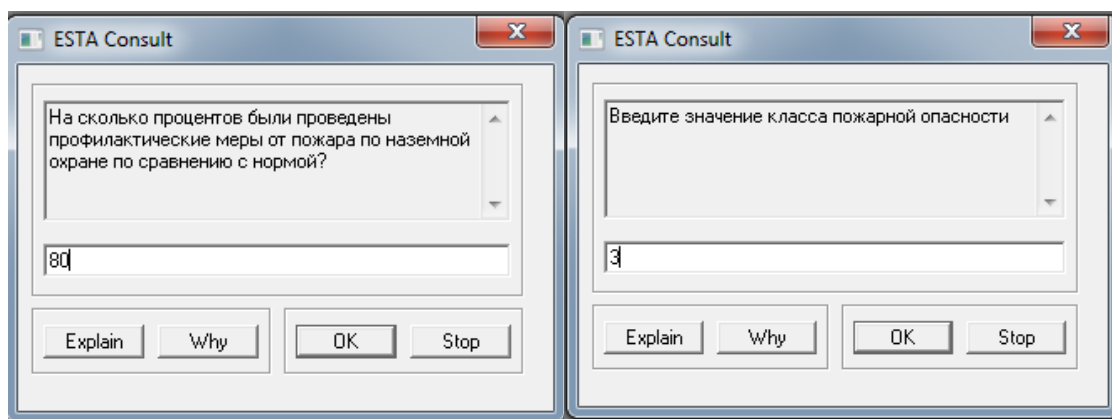 ESTA Consult
На сколько процентов были проведены
профилактические меры от пожара по наземной
охране по сравнению с нормой?
80
Explain Why OK Stop
ESTA Consult
Введите значение класса пожарной опасности
3
Explain Why OK Stop